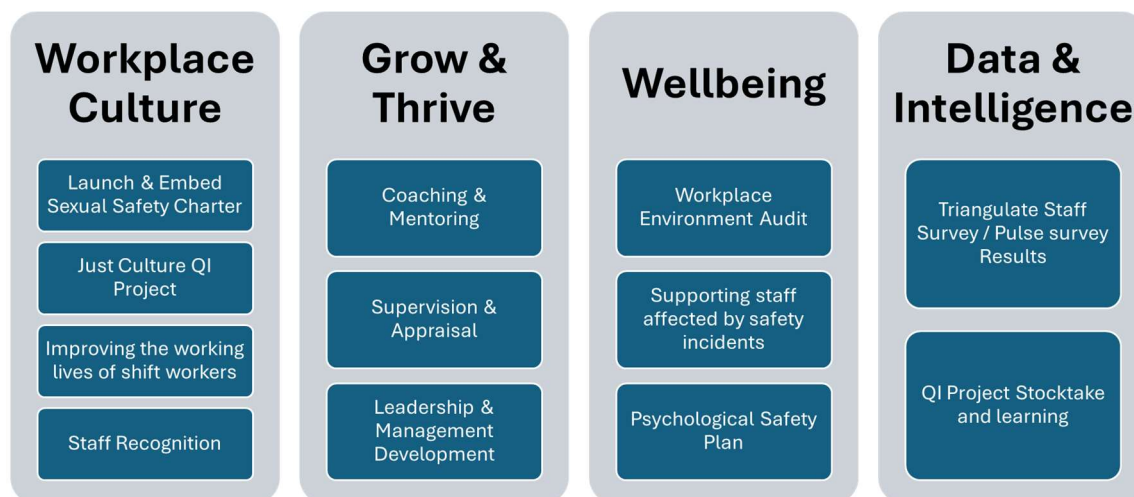 Workplace
Culture
Launch & Embed
Sexual Safety Charter
Just Culture QI
Project
Improving the working
lives of shift workers
Staff Recognition
Grow &
Thrive
Coaching &
Mentoring
Supervision &
Appraisal
Leadership &
Management
Development
Wellbeing
Workplace
Environment Audit
Supporting staff
affected by safety
incidents
Psychological Safety
Plan
Data &
Intelligence
Triangulate Staff
Survey / Pulse survey
Results
QI Project Stocktake
and learning